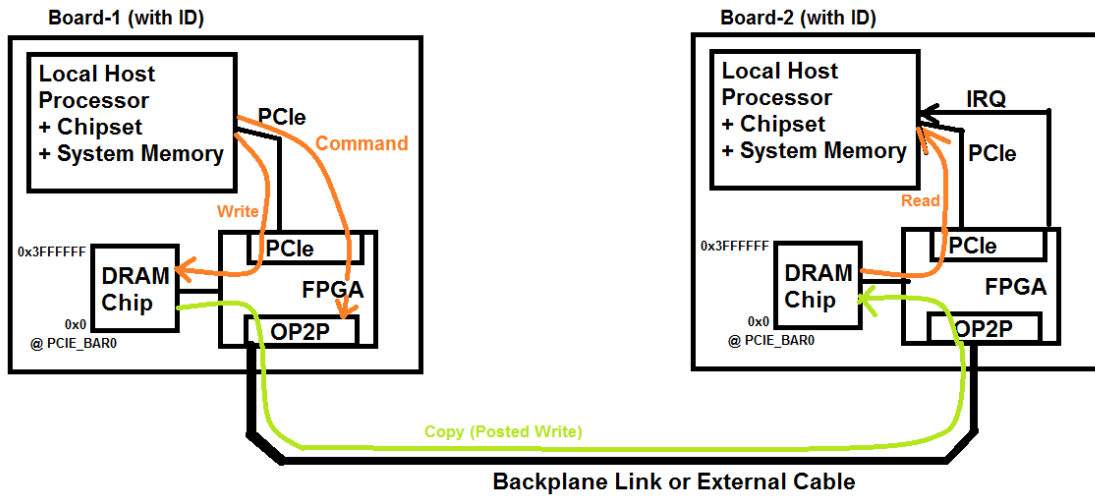 Board-1 (with ID)
Local Host
Processor
+ Chipset
+ System Memory
PCIe
Command
Write
0x3FFFFFF
DRAM
Chip
0x0
@ PCIE_BAR0
PCIe
FPGA
OP2P
Board-2 (with ID)
Local Host
Processor
+ Chipset
+ System Memory
IRQ
PCIe
Read
0x3FFFFFF
DRAM
Chip
0x0
@ PCIE_BAR0
PCIe
FPGA
OP2P
Copy (Posted Write)
Backplane Link or External Cable